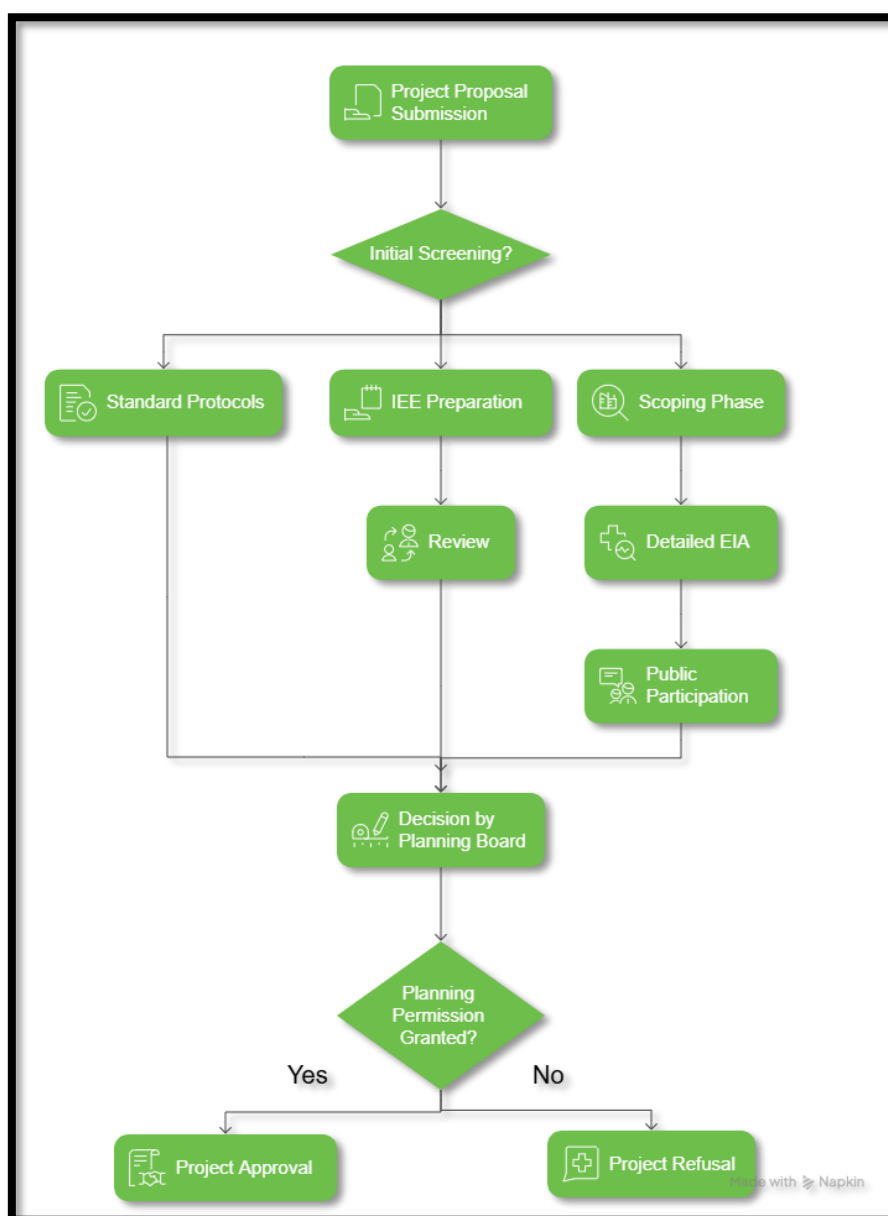 Project Proposal
Submission
Initial Screening?
Standard Protocols
IEE Preparation
Scoping Phase
Review
Detailed EIA
Public
Participation
Decision by
Planning Board
Planning
Permission
Granted?
Yes
No
Project Approval
Project Refusal
Made with Napkin